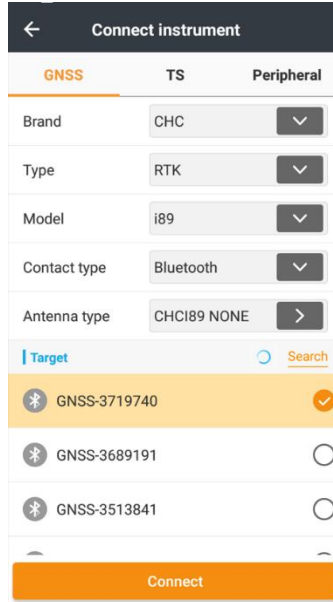 Connect instrument
GNSS TS Peripheral
Brand CHC
Type RTK
Model i89
Contact type Bluetooth
Antenna type CHCI89 NONE
Target Search
GNSS-3719740
GNSS-3689191
GNSS-3513841
Connect